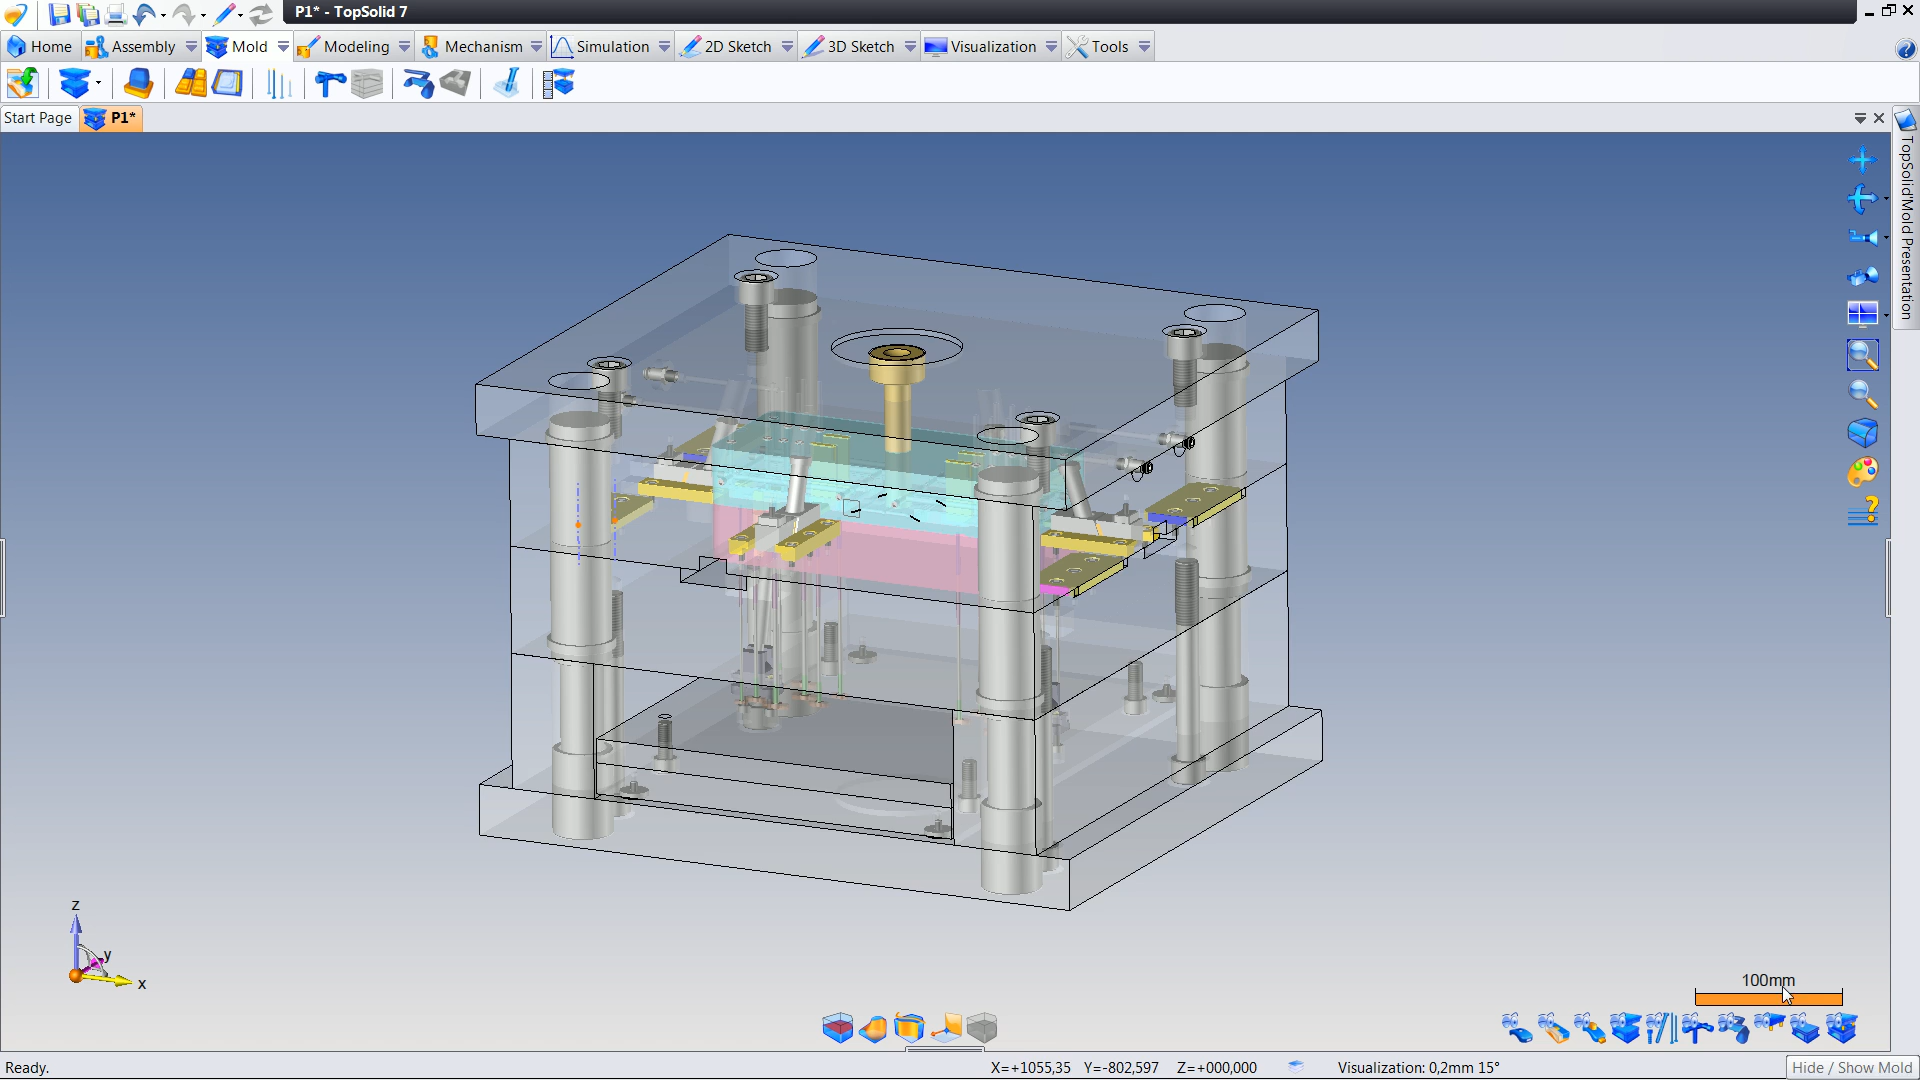 P1* - TopSolid 7
Home
Assembly
Mold
Modeling
Mechanism
Simulation
2D Sketch
3D Sketch
Visualization
Tools
Start Page
P1*
TopSolid'Mold Presentation
z
y
x
100mm
Ready.
X=+1055,35 Y=-802,597 Z=+000,000
Visualization: 0,2mm 15°
Hide / Show Mold